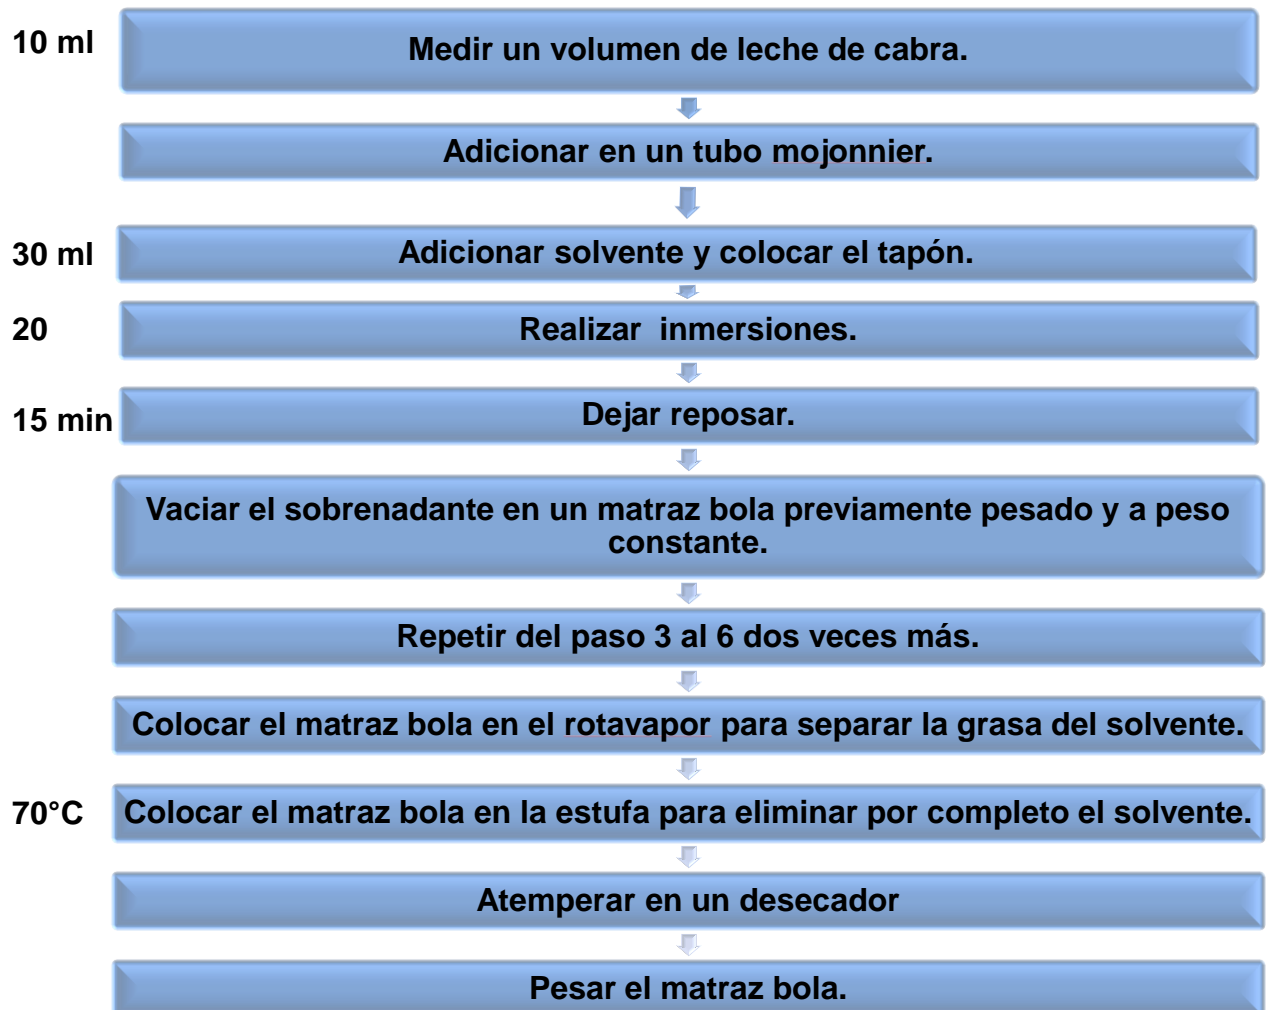 10 ml
Medir un volumen de leche de cabra.
Adicionar en un tubo mojonnier.
30 ml
Adicionar solvente y colocar el tapón.
20
Realizar inmersiones.
15 min
Dejar reposar.
Vaciar el sobrenadante en un matraz bola previamente pesado y a peso
constante.
Repetir del paso 3 al 6 dos veces más.
Colocar el matraz bola en el rotavapor para separar la grasa del solvente.
70°C
Colocar el matraz bola en la estufa para eliminar por completo el solvente.
Atemperar en un desecador
Pesar el matraz bola.